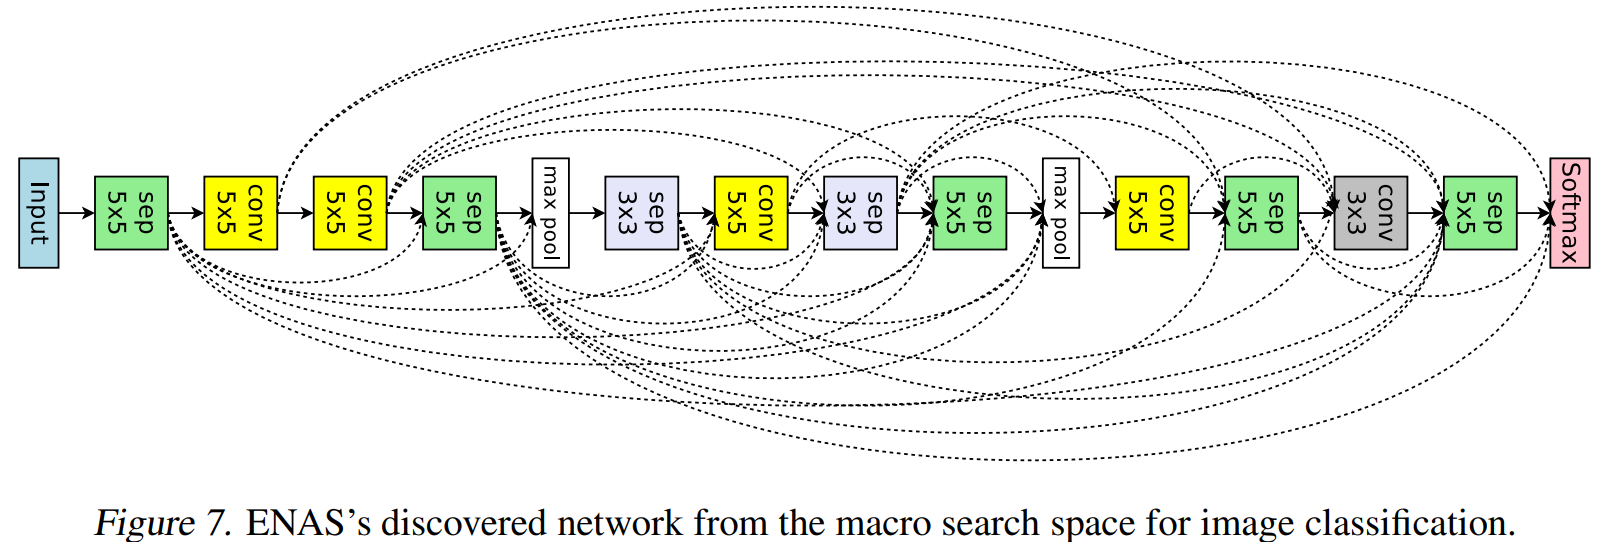 Input
sep
5x5
conv
5x5
conv
5x5
sep
5x5
max pool
sep
3x3
conv
5x5
sep
3x3
sep
5x5
max pool
conv
5x5
sep
5x5
conv
3x3
sep
5x5
Softmax
Figure 7. ENAS’s discovered network from the macro search space for image classification.